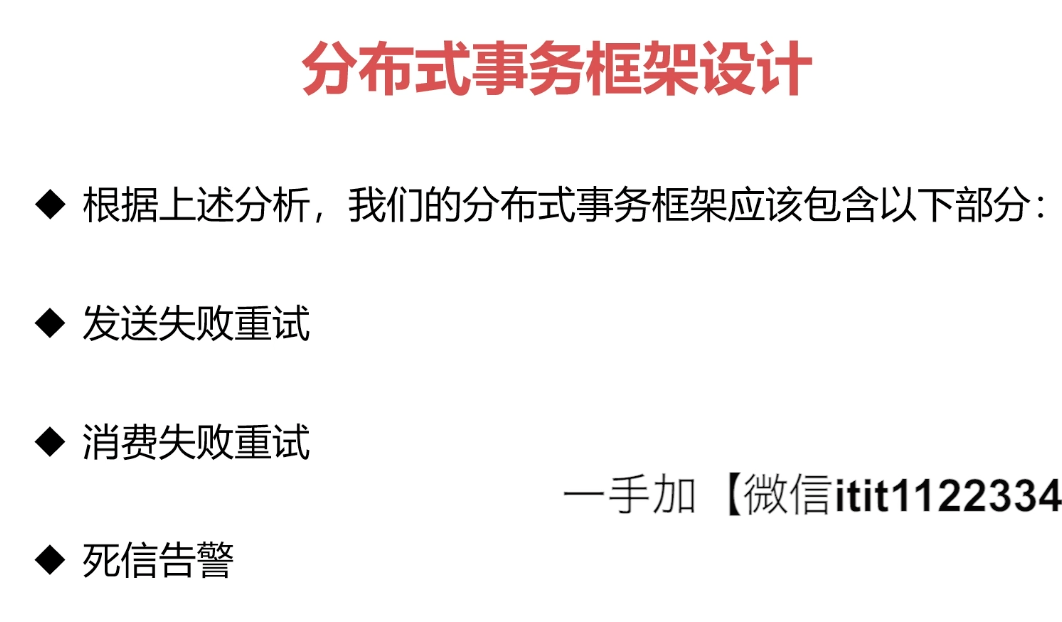 分布式事务框架设计
◆ 根据上述分析，我们的分布式事务框架应该包含以下部分：
◆ 发送失败重试
◆ 消费失败重试
一手加【微信itit1122334
◆ 死信告警